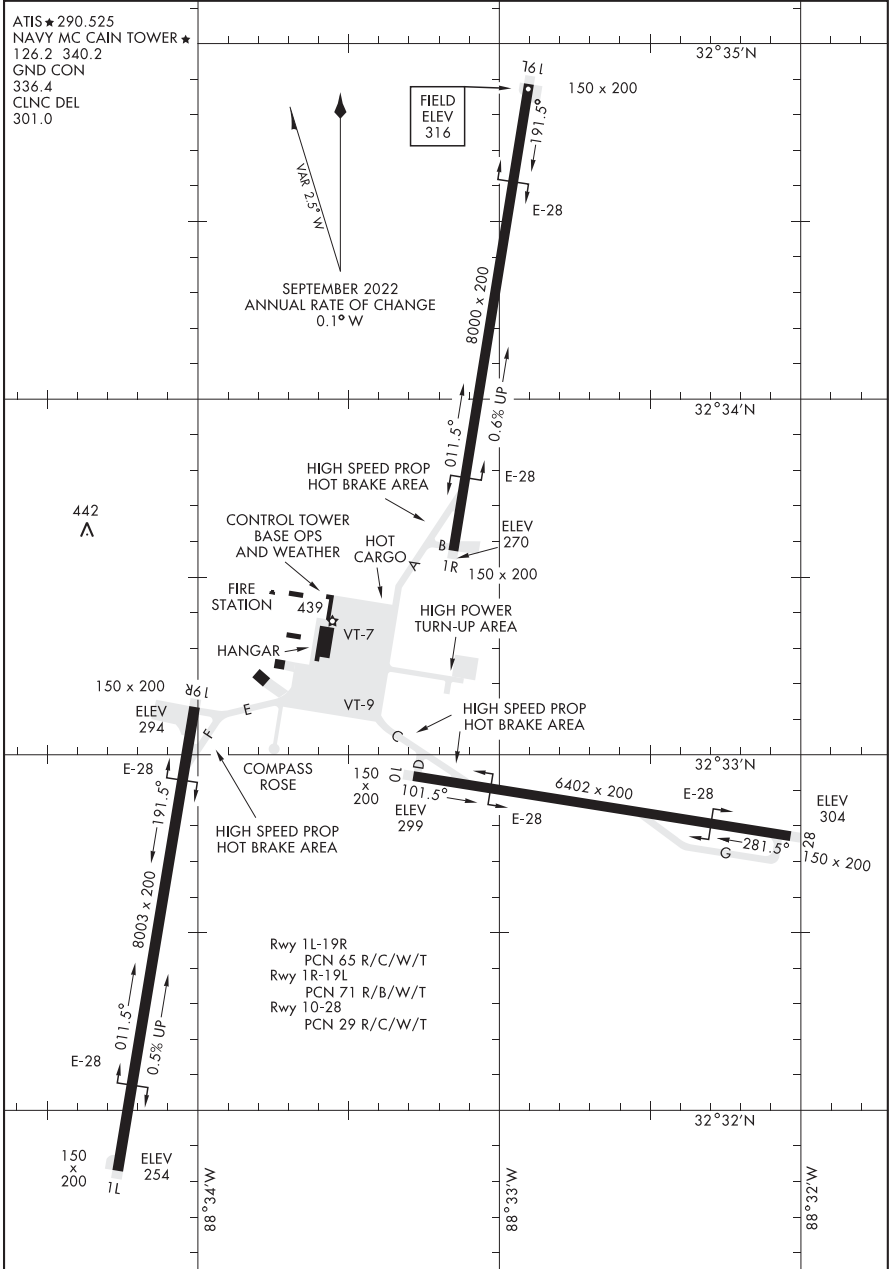 ATIS★290.525
NAVY MC CAIN TOWER★
126.2 340.2
GND CON
336.4
CLNC DEL
301.0
32°35'N
19L
150 x 200
FIELD
ELEV
316
191.5°
VAR 2.5° W
E-28
SEPTEMBER 2022
ANNUAL RATE OF CHANGE
0.1° W
8000 x 200
32°34'N
011.5°
0.6% UP
HIGH SPEED PROP
HOT BRAKE AREA
E-28
442
CONTROL TOWER
BASE OPS
AND WEATHER
HOT
CARGO
A
B
1R
ELEV
270
150 x 200
FIRE
STATION
439
HIGH POWER
TURN-UP AREA
VT-7
HANGAR
150 x 200
19R
ELEV
294
E
F
VT-9
HIGH SPEED PROP
HOT BRAKE AREA
C
D
32°33'N
E-28
COMPASS
ROSE
150
x
200
10
101.5°
ELEV
299
E-28
6402 x 200
E-28
ELEV
304
281.5°
28
150 x 200
G
191.5°
HIGH SPEED PROP
HOT BRAKE AREA
8003 x 200
Rwy 1L-19R
PCN 65 R/C/W/T
Rwy 1R-19L
PCN 71 R/B/W/T
Rwy 10-28
PCN 29 R/C/W/T
011.5°
0.5% UP
E-28
32°32'N
150
x
200
1L
ELEV
254
88°34'W
88°33'W
88°32'W